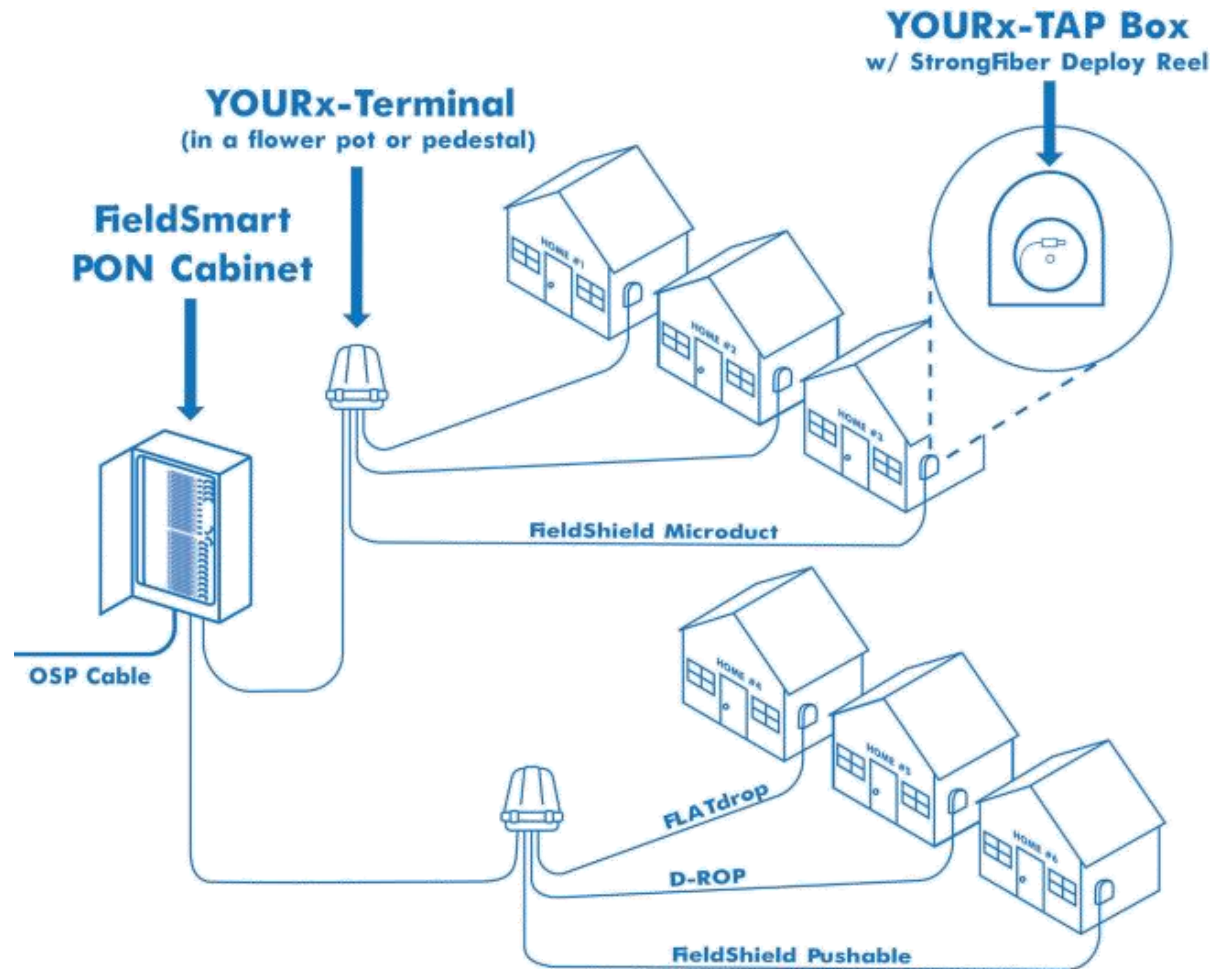 YOURx-TAP Box
w/ StrongFiber Deploy Reel
YOURx-Terminal
(in a flower pot or pedestal)
FieldSmart
PON Cabinet
HOME #1
HOME #2
HOME #3
FieldShield Microduct
OSP Cable
HOME #4
HOME #5
HOME #6
FLATdrop
D-ROP
FieldShield Pushable